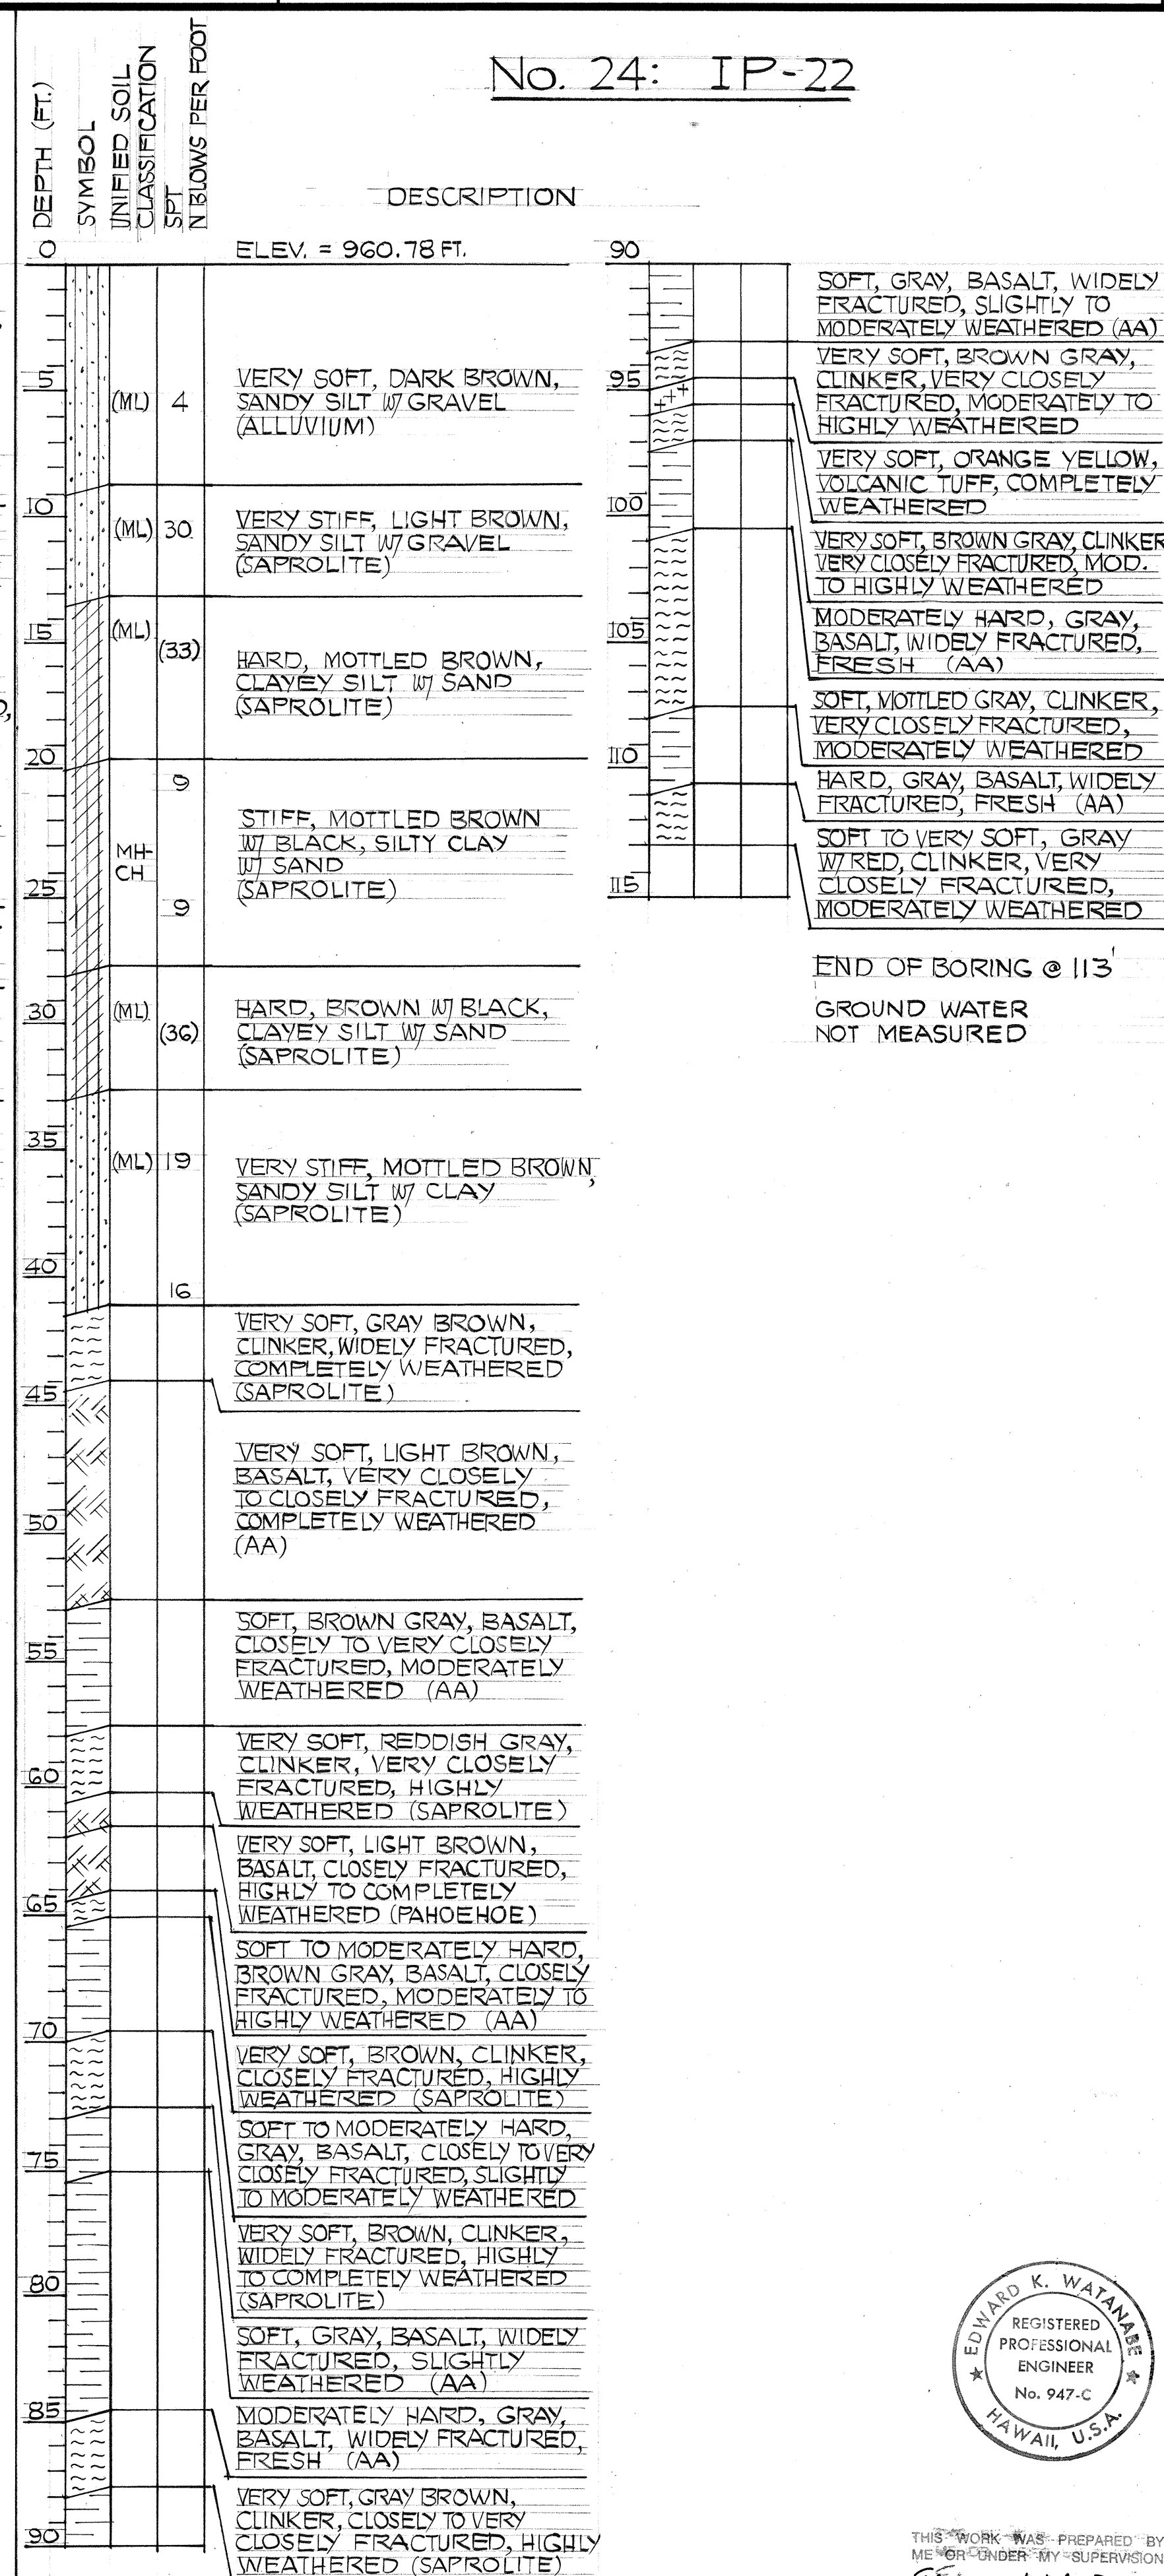 No. 24: IP-22
DEPTH (FT.)
SYMBOL
UNIFIED SOIL
CLASSIFICATION
SPT
N BLOWS PER FOOT
DESCRIPTION
0
ELEV. = 960.78 FT.
5
(ML) 4
VERY SOFT, DARK BROWN,
SANDY SILT W/ GRAVEL
(ALLUVIUM)
10
(ML) 30
VERY STIFF, LIGHT BROWN,
SANDY SILT W/ GRAVEL
(SAPROLITE)
15
(ML)
(33)
HARD, MOTTLED BROWN,
CLAYEY SILT W/ SAND
(SAPROLITE)
20
9
STIFF, MOTTLED BROWN
W/ BLACK, SILTY CLAY
W/ SAND
(SAPROLITE)
MH-
CH
25
9
30
(ML)
(36)
HARD, BROWN W/ BLACK,
CLAYEY SILT W/ SAND
(SAPROLITE)
35
(ML) 19
VERY STIFF, MOTTLED BROWN,
SANDY SILT W/ CLAY
(SAPROLITE)
40
16
VERY SOFT, GRAY BROWN,
CLINKER, WIDELY FRACTURED,
COMPLETELY WEATHERED
(SAPROLITE)
45
VERY SOFT, LIGHT BROWN,
BASALT, VERY CLOSELY
TO CLOSELY FRACTURED,
COMPLETELY WEATHERED
(AA)
50
SOFT, BROWN GRAY, BASALT,
CLOSELY TO VERY CLOSELY
FRACTURED, MODERATELY
WEATHERED (AA)
55
VERY SOFT, REDDISH GRAY,
CLINKER, VERY CLOSELY
FRACTURED, HIGHLY
WEATHERED (SAPROLITE)
60
VERY SOFT, LIGHT BROWN,
BASALT, CLOSELY FRACTURED,
HIGHLY TO COMPLETELY
WEATHERED (PAHOEHOE)
65
SOFT TO MODERATELY HARD,
BROWN GRAY, BASALT, CLOSELY
FRACTURED, MODERATELY TO
HIGHLY WEATHERED (AA)
70
VERY SOFT, BROWN, CLINKER,
CLOSELY FRACTURED, HIGHLY
WEATHERED (SAPROLITE)
SOFT TO MODERATELY HARD,
GRAY, BASALT, CLOSELY TO VERY
CLOSELY FRACTURED, SLIGHTLY
TO MODERATELY WEATHERED
75
VERY SOFT, BROWN, CLINKER,
WIDELY FRACTURED, HIGHLY
TO COMPLETELY WEATHERED
(SAPROLITE)
80
SOFT, GRAY, BASALT, WIDELY
FRACTURED, SLIGHTLY
WEATHERED (AA)
85
MODERATELY HARD, GRAY,
BASALT, WIDELY FRACTURED,
FRESH (AA)
VERY SOFT, GRAY BROWN,
CLINKER, CLOSELY TO VERY
CLOSELY FRACTURED, HIGHLY
WEATHERED (SAPROLITE)
90
90
SOFT, GRAY, BASALT, WIDELY
FRACTURED, SLIGHTLY TO
MODERATELY WEATHERED (AA)
95
VERY SOFT, BROWN GRAY,
CLINKER, VERY CLOSELY
FRACTURED, MODERATELY TO
HIGHLY WEATHERED
VERY SOFT, ORANGE YELLOW,
VOLCANIC TUFF, COMPLETELY
WEATHERED
100
VERY SOFT, BROWN GRAY, CLINKER
VERY CLOSELY FRACTURED, MOD.
TO HIGHLY WEATHERED
105
MODERATELY HARD, GRAY,
BASALT, WIDELY FRACTURED,
FRESH (AA)
SOFT, MOTTLED GRAY, CLINKER,
VERY CLOSELY FRACTURED,
MODERATELY WEATHERED
110
HARD, GRAY, BASALT, WIDELY
FRACTURED, FRESH (AA)
SOFT TO VERY SOFT, GRAY
W/ RED, CLINKER, VERY
CLOSELY FRACTURED,
MODERATELY WEATHERED
115
END OF BORING @ 113'
GROUND WATER
NOT MEASURED
EDWARD K. WATANABE
REGISTERED
PROFESSIONAL
ENGINEER
No. 947-C
HAWAII, U.S.A.
THIS WORK WAS PREPARED BY
ME OR UNDER MY SUPERVISION